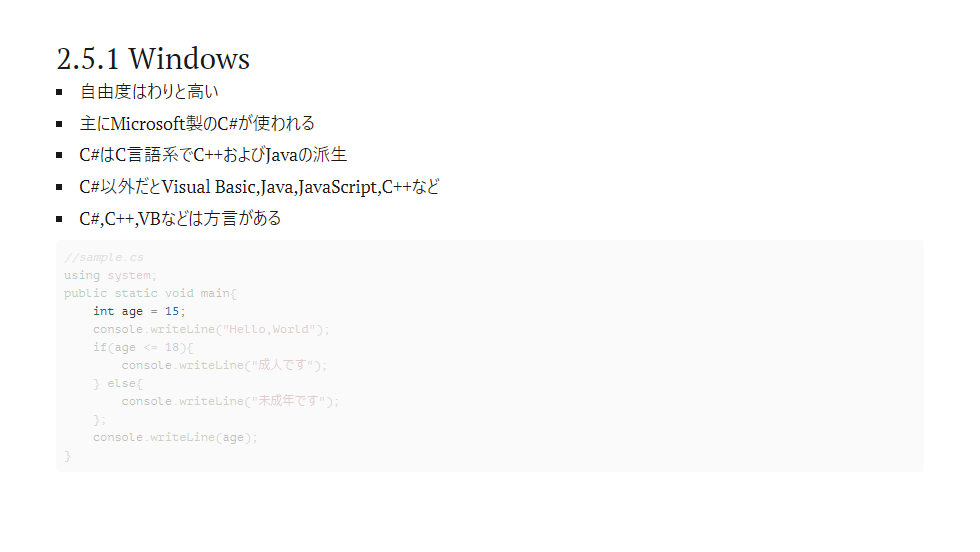 2.5.1 Windows
自由度はわりと高い
主にMicrosoft製のC#が使われる
C#はC言語系でC++およびJavaの派生
C#以外だとVisual Basic,Java,JavaScript,C++など
C#,C++,VBなどは方言がある
//sample.cs
using system;
public static void main{
    int age = 15;
    console.writeLine("Hello,World");
    if(age <= 18){
        console.writeLine("成人です");
    } else{
        console.writeLine("未成年です");
    };
    console.writeLine(age);
}